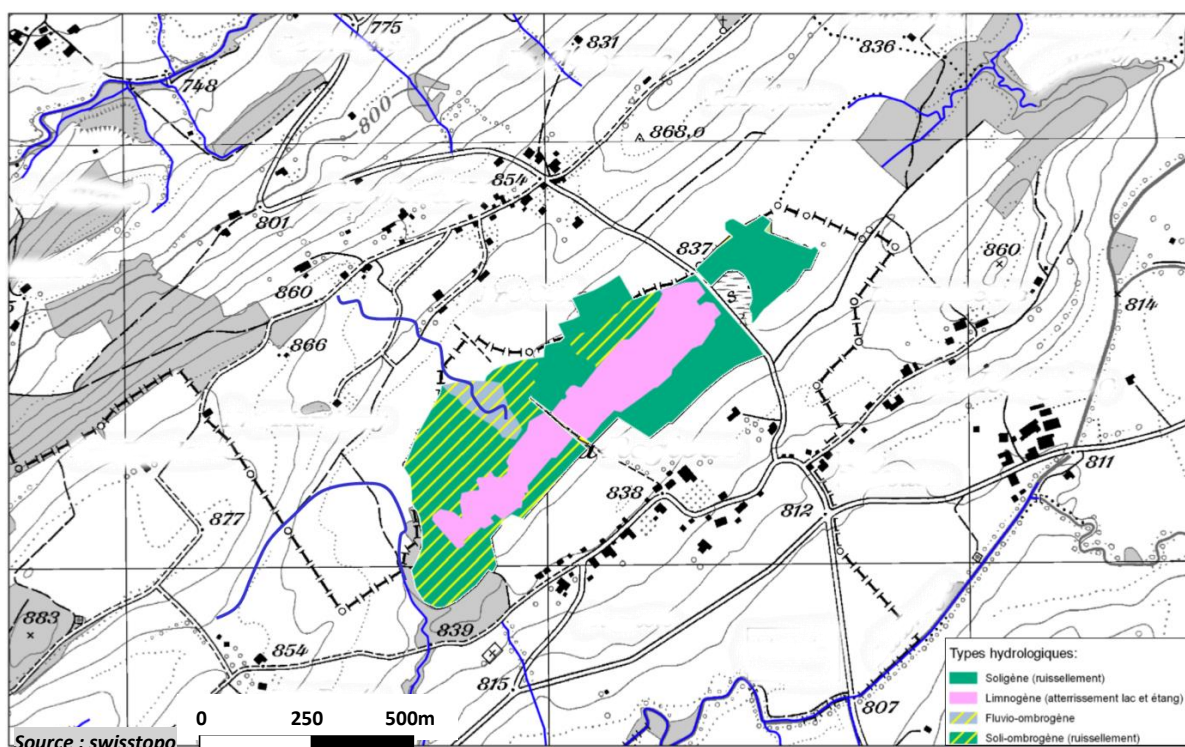 775
831
836
748
800
868,0
854
801
837
860
860
814
866
S
838
811
877
812
883
839
854
815
807
Types hydrologiques:
Soligène (ruissellement)
Limnogène (atterrissement lac et étang)
Fluvio-ombrogène
Soli-ombrogène (ruissellement)
0 250 500m
Source : swisstopo